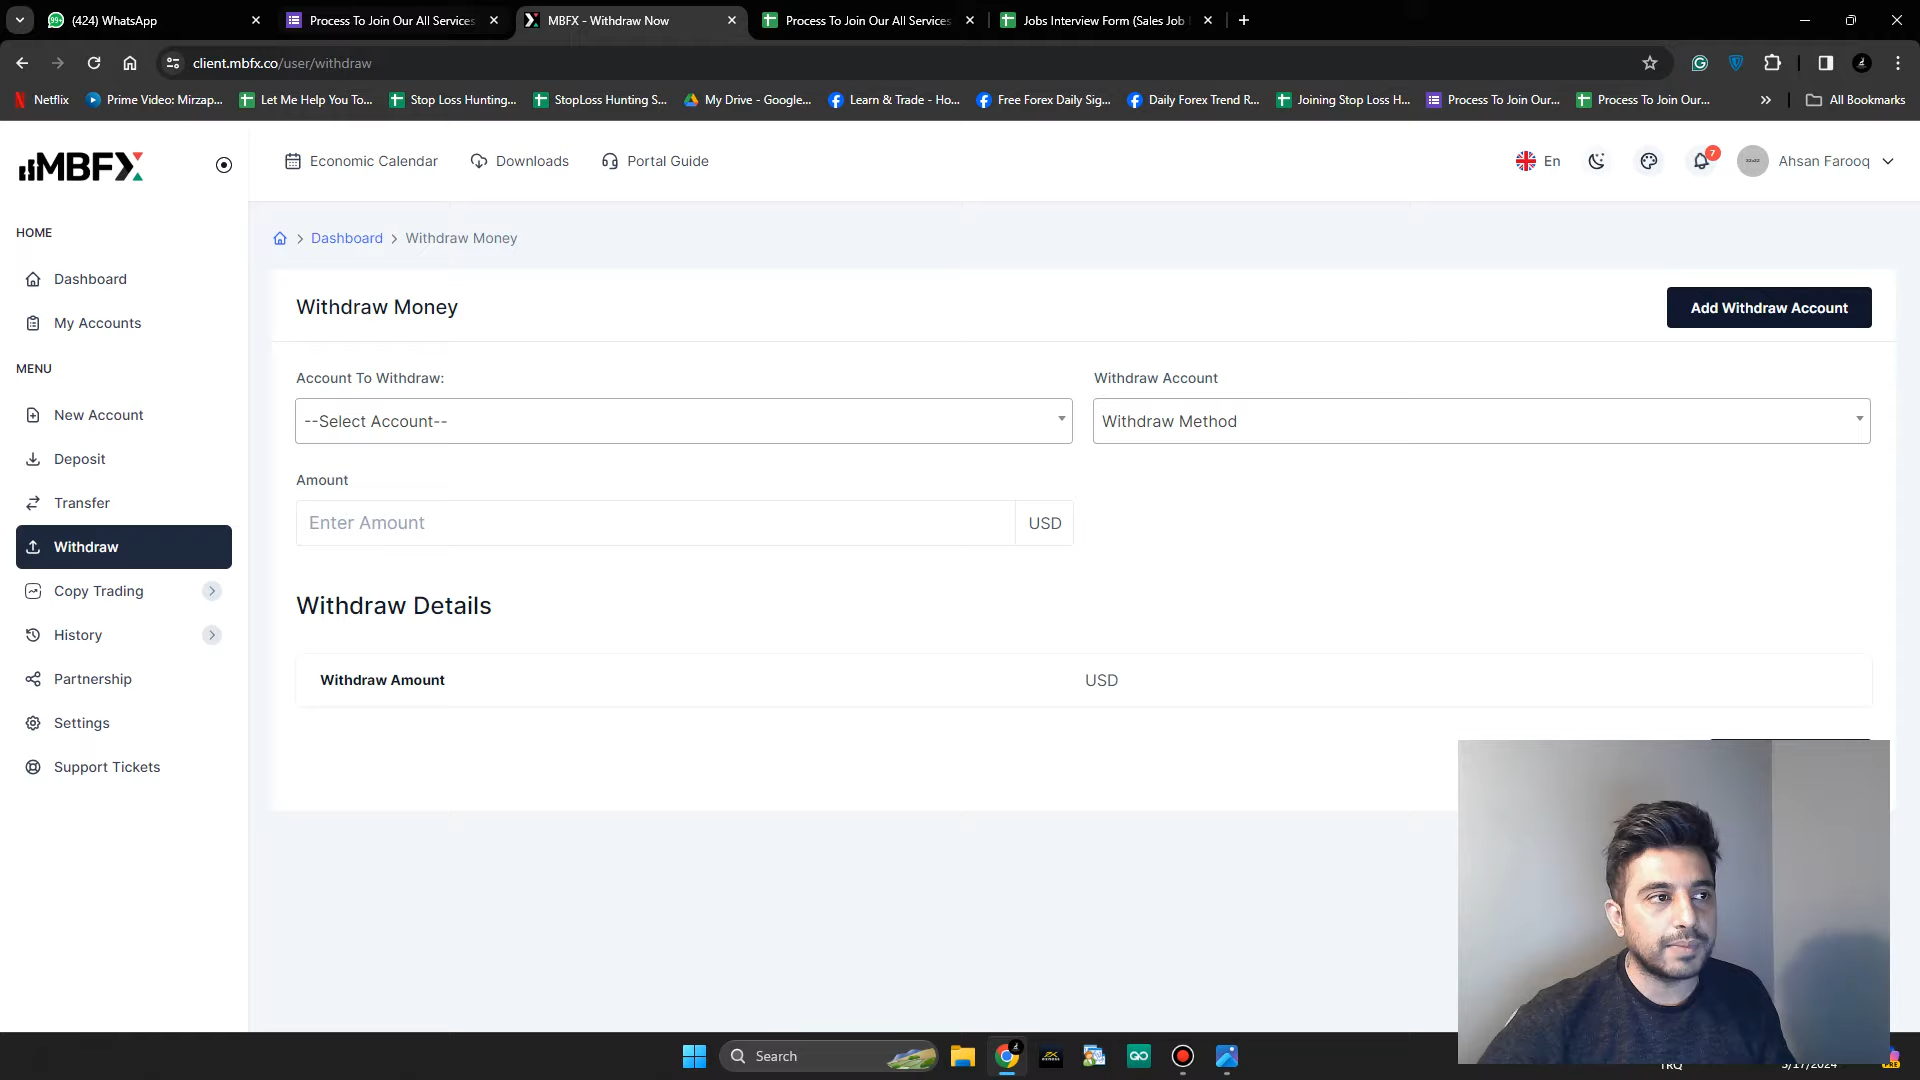 (424) WhatsApp
Process To Join Our All Services
MBFX - Withdraw Now
Process To Join Our All Services
Jobs Interview Form (Sales Job
client.mbfx.co/user/withdraw
Netflix
Prime Video: Mirzap...
Let Me Help You To...
Stop Loss Hunting...
StopLoss Hunting S...
My Drive - Google...
Learn & Trade - Ho...
Free Forex Daily Sig...
Daily Forex Trend R...
Joining Stop Loss H...
Process To Join Our...
Process To Join Our...
All Bookmarks
MBFX
Economic Calendar
Downloads
Portal Guide
En
7
Ahsan Farooq
HOME
Dashboard
My Accounts
MENU
New Account
Deposit
Transfer
Withdraw
Copy Trading
History
Partnership
Settings
Support Tickets
Dashboard
Withdraw Money
Withdraw Money
Add Withdraw Account
Account To Withdraw:
--Select Account--
Withdraw Account
Withdraw Method
Amount
Enter Amount
USD
Withdraw Details
Withdraw Amount
USD
Search